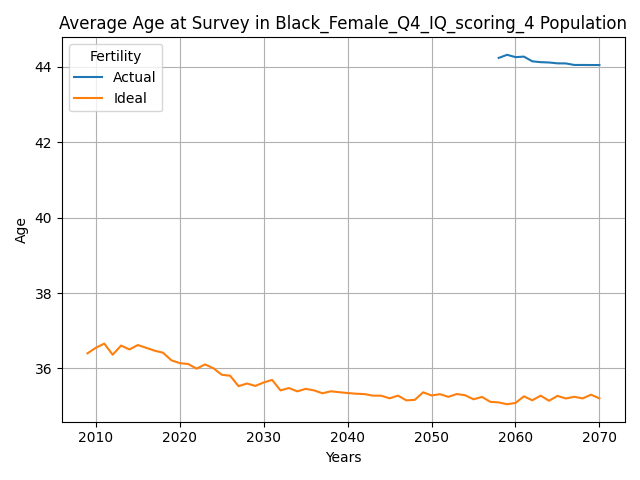 Average Age at Survey in Black_Female_Q4_IQ_scoring_4 Population
Fertility
Actual
Ideal
44
42
40
38
36
Age
2010 2020 2030 2040 2050 2060 2070
Years